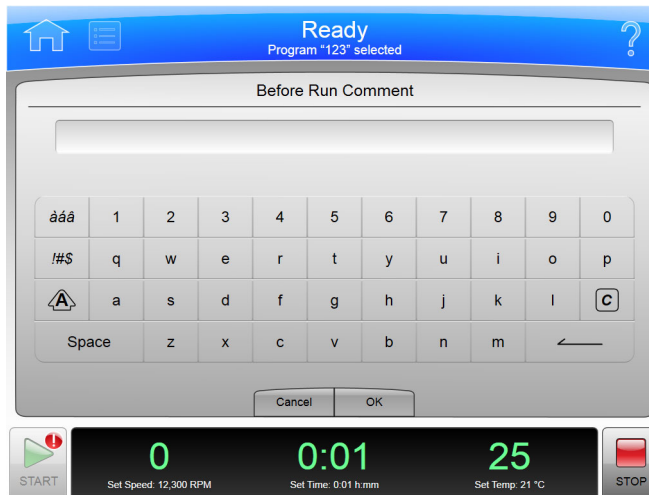 Ready
Program “123” selected
?
Before Run Comment
àáâ 1 2 3 4 5 6 7 8 9 0
!#$ q w e r t y u i o p
A a s d f g h j k l C
Space z x c v b n m
Cancel OK
! 0 0:01 25
START Set Speed: 12,300 RPM Set Time: 0:01 h:mm Set Temp: 21 °C STOP